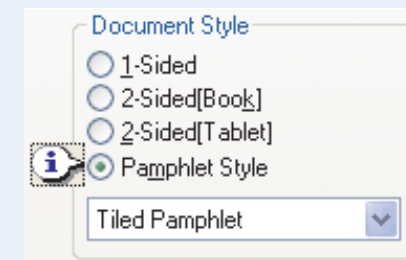 Document Style
1-Sided
2-Sided[Book]
2-Sided[Tablet]
Pamphlet Style
Tiled Pamphlet